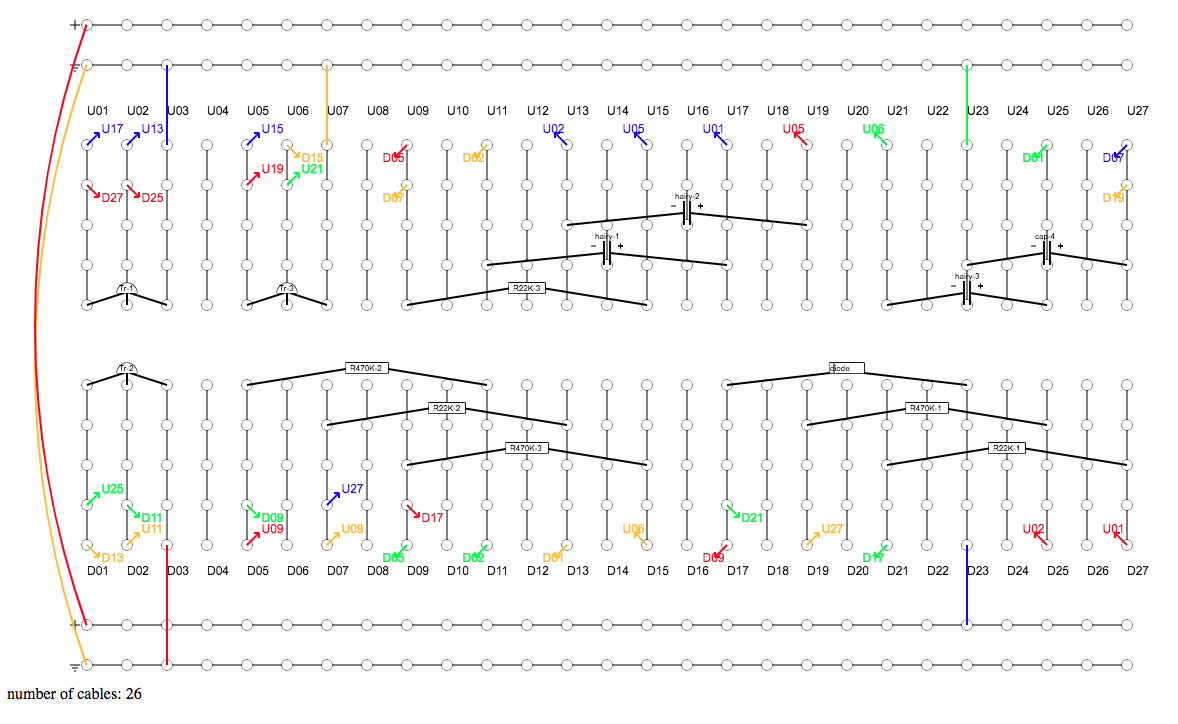 +
U01 U02 U03 U04 U05 U06 U07 U08 U09 U10 U11 U12 U13 U14 U15 U16 U17 U18 U19 U20 U21 U22 U23 U24 U25 U26 U27
U17 U13 U15 U02 U05 U01 U05 U06
D15 D05 D02 D01 D07
U19 U21
D27 D25 D07 D19
hairy-2
- +
hairy-1 cap-4
- + - +
hairy-3
- +
Tr-1 Tr-3 R22K-3
Tr-2 R470K-2 diode
R22K-2 R470K-1
R470K-3 R22K-1
U25 U27
D11 D09 D17 D21
U11 U09 U09 U06 U27 U02 U01
D13 D05 D02 D01 D09 D17
D01 D02 D03 D04 D05 D06 D07 D08 D09 D10 D11 D12 D13 D14 D15 D16 D17 D18 D19 D20 D21 D22 D23 D24 D25 D26 D27
+
number of cables: 26